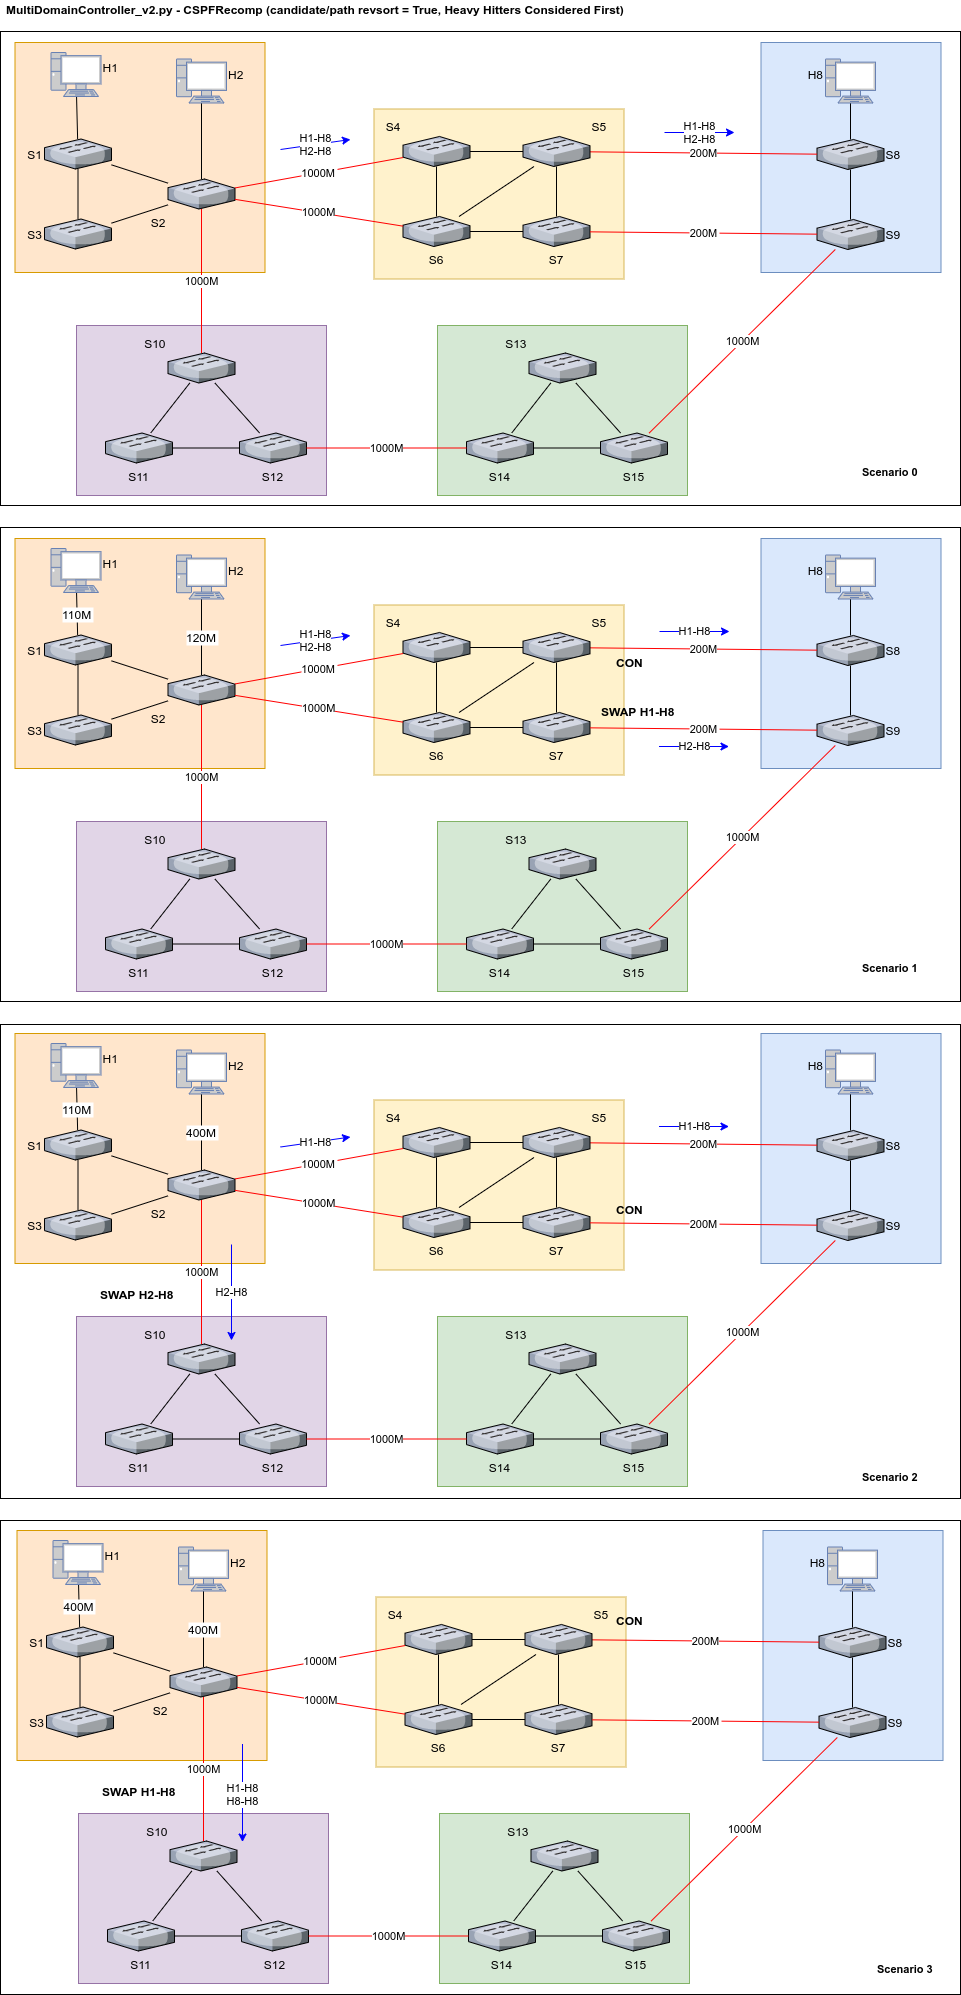 MultiDomainController_v2.py - CSPFRecomp (candidate/path revsort = True, Heavy Hitters Considered First)
H1
H2
H8
S4
S5
H1-H8
H2-H8
H1-H8
H2-H8
S1
1000M
200M
S8
S3
S2
1000M
200M
S9
S6
S7
1000M
S10
S13
1000M
1000M
S11
S12
S14
S15
Scenario 0
H1
H2
H8
110M
120M
S4
S5
H1-H8
H2-H8
H1-H8
S1
1000M
200M
S8
CON
S3
S2
1000M
SWAP H1-H8
200M
S9
H2-H8
S6
S7
1000M
S10
S13
1000M
1000M
S11
S12
S14
S15
Scenario 1
H1
H2
H8
110M
400M
S4
S5
H1-H8
H1-H8
S1
1000M
200M
S8
S3
S2
1000M
CON
200M
S9
S6
S7
1000M
SWAP H2-H8
H2-H8
S10
S13
1000M
1000M
S11
S12
S14
S15
Scenario 2
H1
H2
H8
400M
400M
S4
S5
CON
S1
1000M
200M
S8
S3
S2
1000M
200M
S9
S6
S7
1000M
SWAP H1-H8
H1-H8
H8-H8
S10
S13
1000M
1000M
S11
S12
S14
S15
Scenario 3